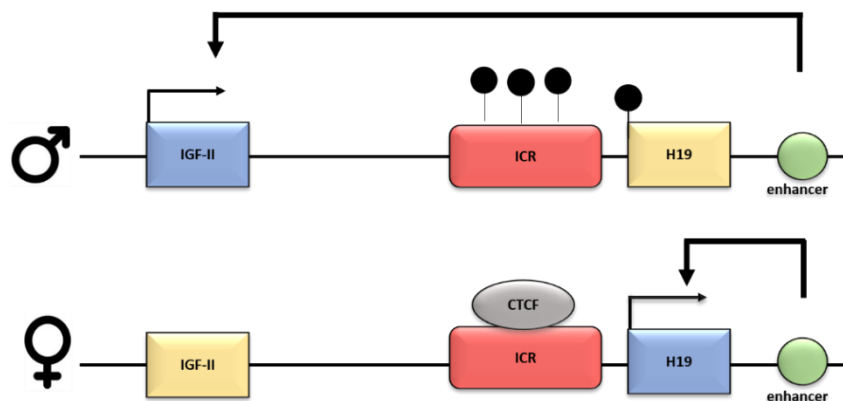 IGF-II
ICR
H19
enhancer
CTCF
IGF-II
ICR
H19
enhancer